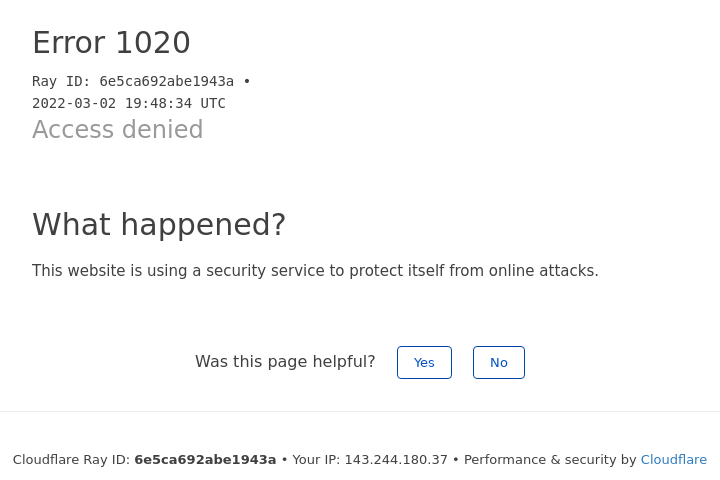 Error 1020
Ray ID: 6e5ca692abe1943a •
2022-03-02 19:48:34 UTC
Access denied
What happened?
This website is using a security service to protect itself from online attacks.
Was this page helpful? Yes No
Cloudflare Ray ID: 6e5ca692abe1943a • Your IP: 143.244.180.37 • Performance & security by Cloudflare